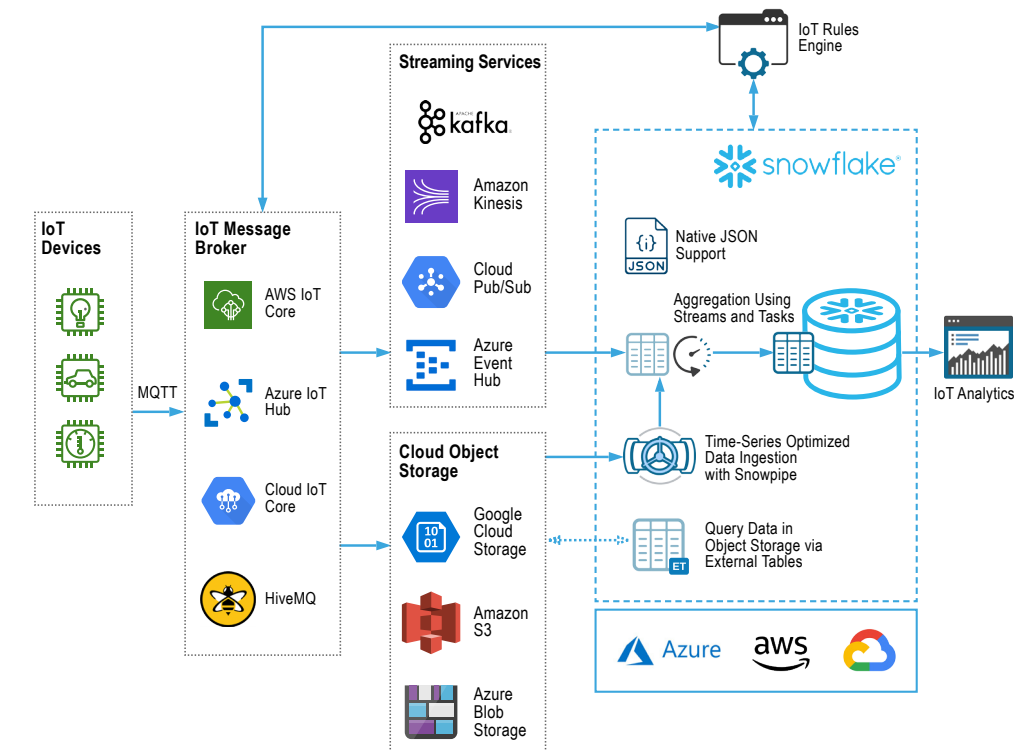 IoT Rules
Engine
Streaming Services
APACHE
kafka
Amazon
Kinesis
Cloud
Pub/Sub
Azure
Event
Hub
IoT
Devices
MQTT
IoT Message
Broker
AWS IoT
Core
Azure IoT
Hub
Cloud IoT
Core
HiveMQ
Cloud Object
Storage
10
01
Google
Cloud
Storage
Amazon
S3
Azure
Blob
Storage
snowflake®
{i}
JSON
Native JSON
Support
Aggregation Using
Streams and Tasks
Time-Series Optimized
Data Ingestion
with Snowpipe
ET
Query Data in
Object Storage via
External Tables
IoT Analytics
Azure
aws